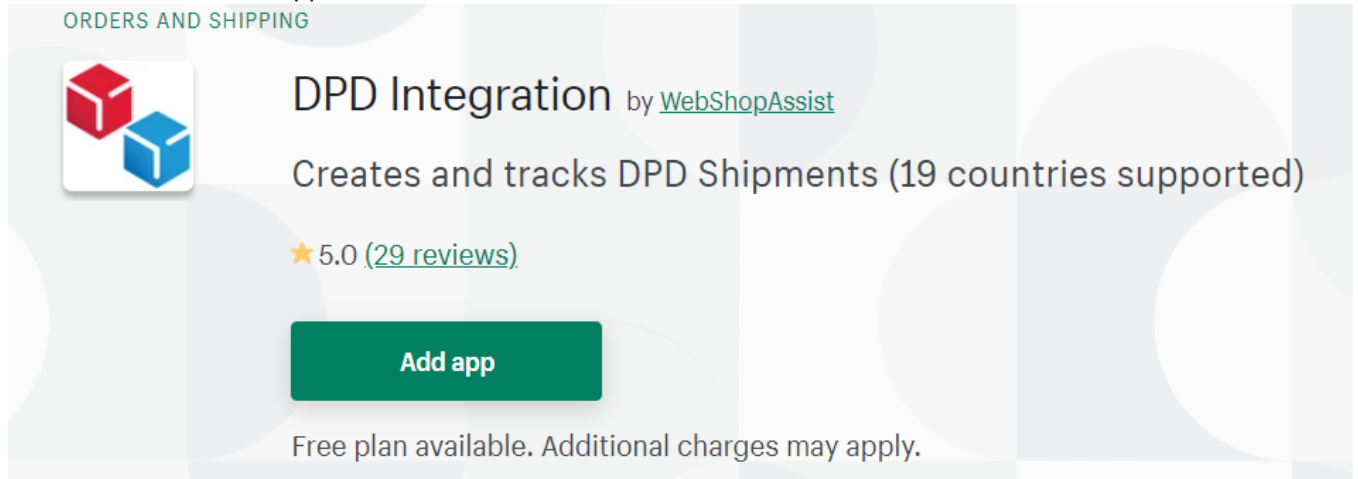 ORDERS AND SHIPPING
DPD Integration by WebShopAssist
Creates and tracks DPD Shipments (19 countries supported)
5.0 (29 reviews)
Add app
Free plan available. Additional charges may apply.